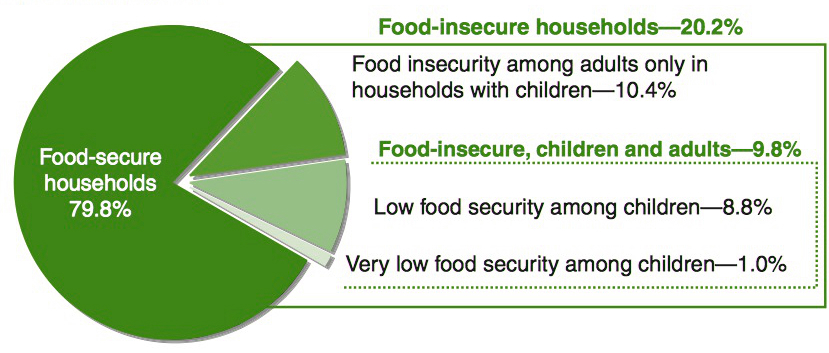 Food-insecure households—20.2%
Food insecurity among adults only in
households with children—10.4%
Food-secure
households
79.8%
Food-insecure, children and adults—9.8%
Low food security among children—8.8%
Very low food security among children—1.0%